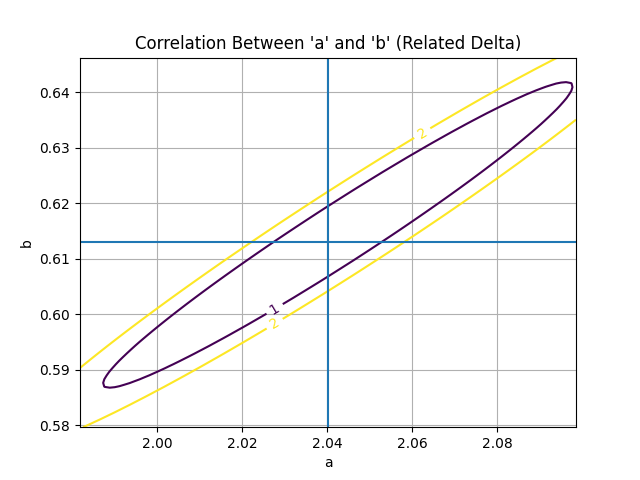 Correlation Between 'a' and 'b' (Related Delta)
b
0.64
0.63
0.62
0.61
0.60
0.59
0.58
2
1
2
2.00 2.02 2.04 2.06 2.08
a